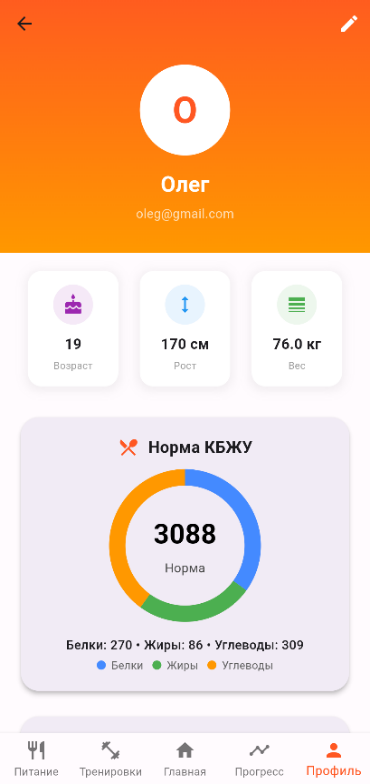 О
Олег
oleg@gmail.com
19
170 см
76.0 кг
Возраст
Рост
Вес
Норма КБЖУ
3088
Норма
Белки: 270 • Жиры: 86 • Углеводы: 309
Белки Жиры Углеводы
Питание Тренировки Главная Прогресс Профиль